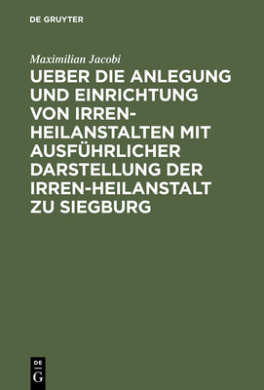 DE GRUYTER
Maximilian Jacobi
UEBER DIE ANLEGUNG
UND EINRICHTUNG
VON IRREN-
HEILANSTALTEN MIT
AUSFÜHRLICHER
DARSTELLUNG DER
IRREN-HEILANSTALT
ZU SIEGBURG
DE
G